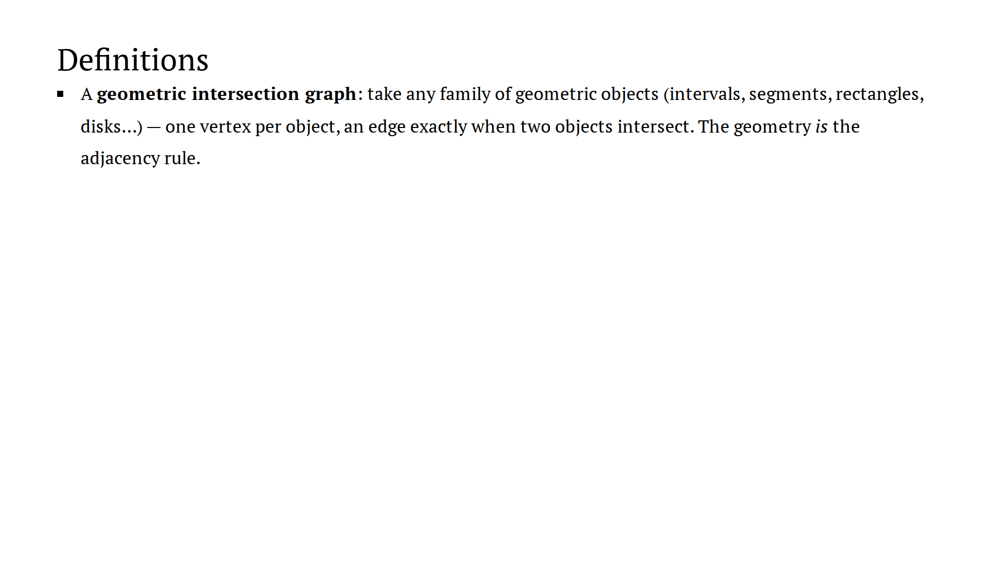 Definitions
▪ A geometric intersection graph: take any family of geometric objects (intervals, segments, rectangles,
disks…) — one vertex per object, an edge exactly when two objects intersect. The geometry is the
adjacency rule.